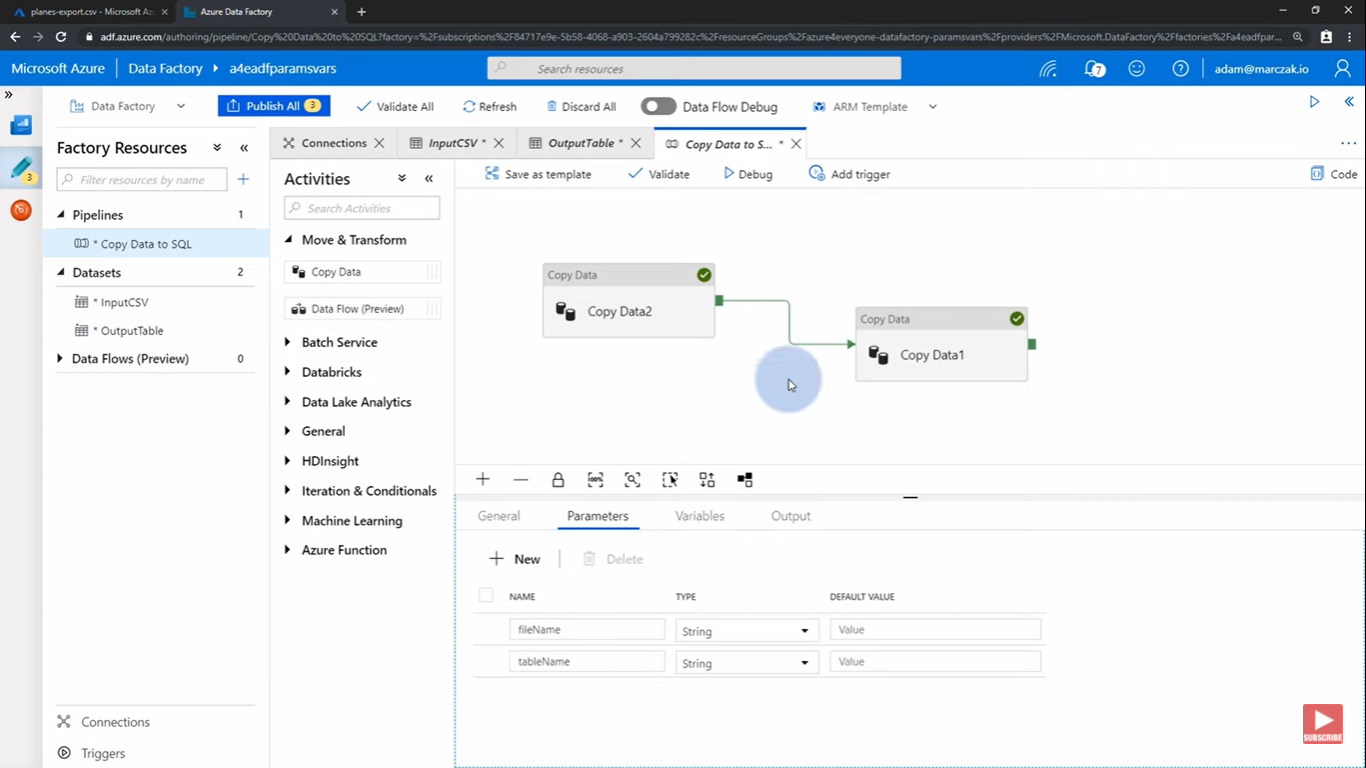 planes-export.csv - Microsoft Az
Azure Data Factory
adf.azure.com/authoring/pipeline/Copy%20Data%20to%20SQL?factory=%2Fsubscriptions%2F84717e9e-5b58-4068-a903-2604a799282c%2FresourceGroups%2Fazure4everyone-datafactory-paramsvars%2Fproviders%2FMicrosoft.DataFactory%2Ffactories%2Fa4eadfpar...
Microsoft Azure
Data Factory
a4eadfparamsvars
Search resources
7
adam@marczak.io
Data Factory
Publish All 3
Validate All
Refresh
Discard All
Data Flow Debug
ARM Template
3
Factory Resources
Filter resources by name
Pipelines 1
* Copy Data to SQL
Datasets 2
* InputCSV
* OutputTable
Data Flows (Preview) 0
Connections
Triggers
Connections
InputCSV *
OutputTable *
Copy Data to S... *
Activities
Search Activities
Move & Transform
Copy Data
Data Flow (Preview)
Batch Service
Databricks
Data Lake Analytics
General
HDInsight
Iteration & Conditionals
Machine Learning
Azure Function
Save as template
Validate
Debug
Add trigger
Code
Copy Data
Copy Data2
Copy Data
Copy Data1
100%
General
Parameters
Variables
Output
New
Delete
NAME TYPE DEFAULT VALUE
fileName String Value
tableName String Value
SUBSCRIBE